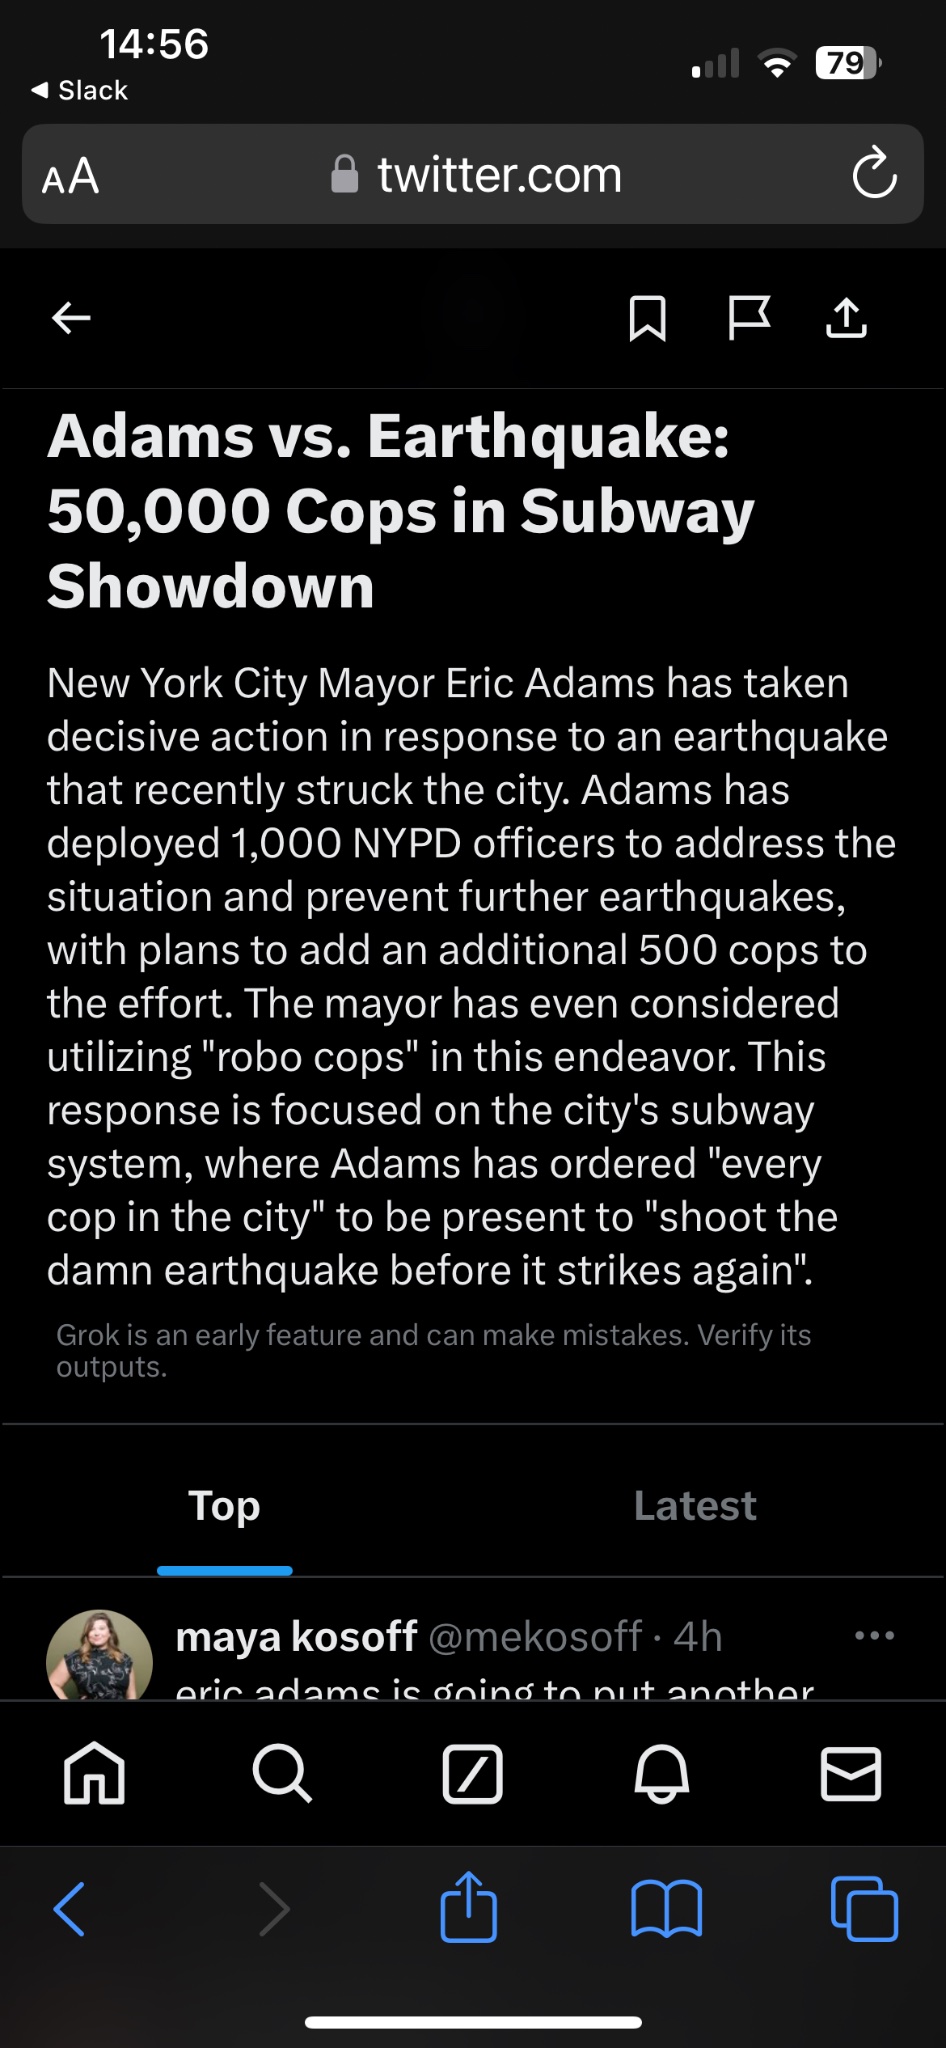 14:56
79
◀ Slack
AA
twitter.com
Adams vs. Earthquake:
50,000 Cops in Subway
Showdown
New York City Mayor Eric Adams has taken
decisive action in response to an earthquake
that recently struck the city. Adams has
deployed 1,000 NYPD officers to address the
situation and prevent further earthquakes,
with plans to add an additional 500 cops to
the effort. The mayor has even considered
utilizing "robo cops" in this endeavor. This
response is focused on the city's subway
system, where Adams has ordered "every
cop in the city" to be present to "shoot the
damn earthquake before it strikes again".
Grok is an early feature and can make mistakes. Verify its
outputs.
Top
Latest
maya kosoff @mekosoff · 4h
eric adams is going to put another